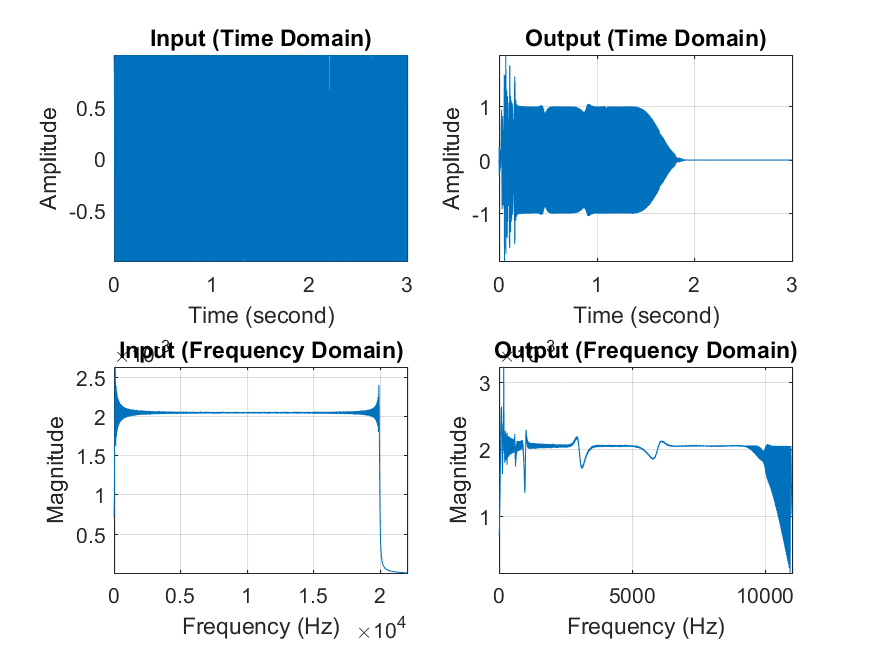 Input (Time Domain)
Amplitude
0.5
0
-0.5
0 1 2 3
Time (second)
Output (Time Domain)
Amplitude
1
0
-1
0 1 2 3
Time (second)
Input (Frequency Domain)
Magnitude
2.5
2
1.5
1
0.5
0 0.5 1 1.5 2
Frequency (Hz) ×10⁴
Output (Frequency Domain)
Magnitude
3
2
1
0 5000 10000
Frequency (Hz)